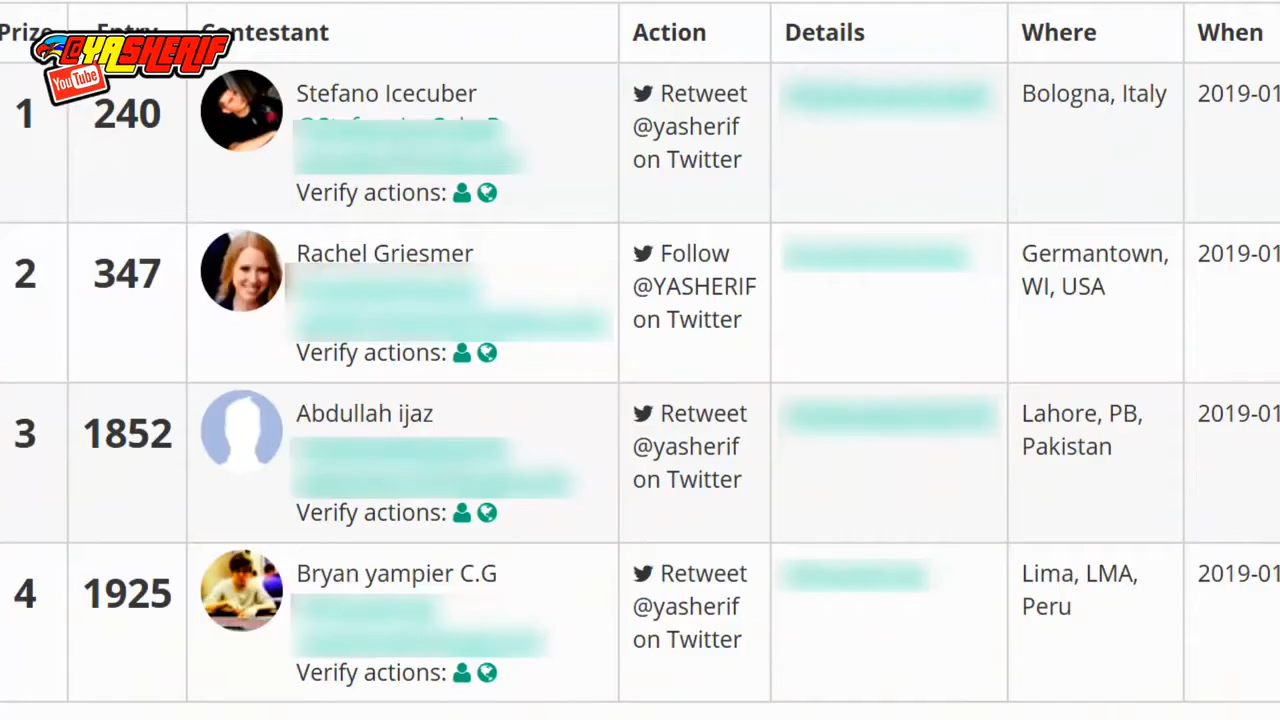 Prize Entry Contestant Action Details Where When
@YASHERIF
YouTube
1 240 Stefano Icecuber Retweet Bologna, Italy 2019-01
@yasherif
on Twitter
Verify actions:
2 347 Rachel Griesmer Follow Germantown, 2019-01
@YASHERIF WI, USA
on Twitter
Verify actions:
3 1852 Abdullah ijaz Retweet Lahore, PB, 2019-01
@yasherif Pakistan
on Twitter
Verify actions:
4 1925 Bryan yampier C.G Retweet Lima, LMA, 2019-01
@yasherif Peru
on Twitter
Verify actions: